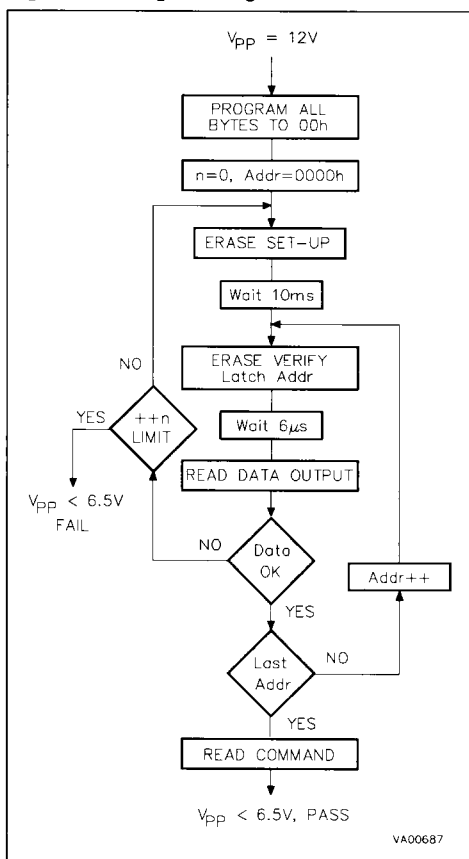 VPP = 12V
PROGRAM ALL
BYTES TO 00h
n=0, Addr=0000h
ERASE SET-UP
Wait 10ms
NO
ERASE VERIFY
Latch Addr
YES
++n
LIMIT
Wait 6µs
READ DATA OUTPUT
VPP < 6.5V
FAIL
NO
Data
OK
Addr++
YES
Last
Addr
NO
YES
READ COMMAND
VPP < 6.5V, PASS
VA00687